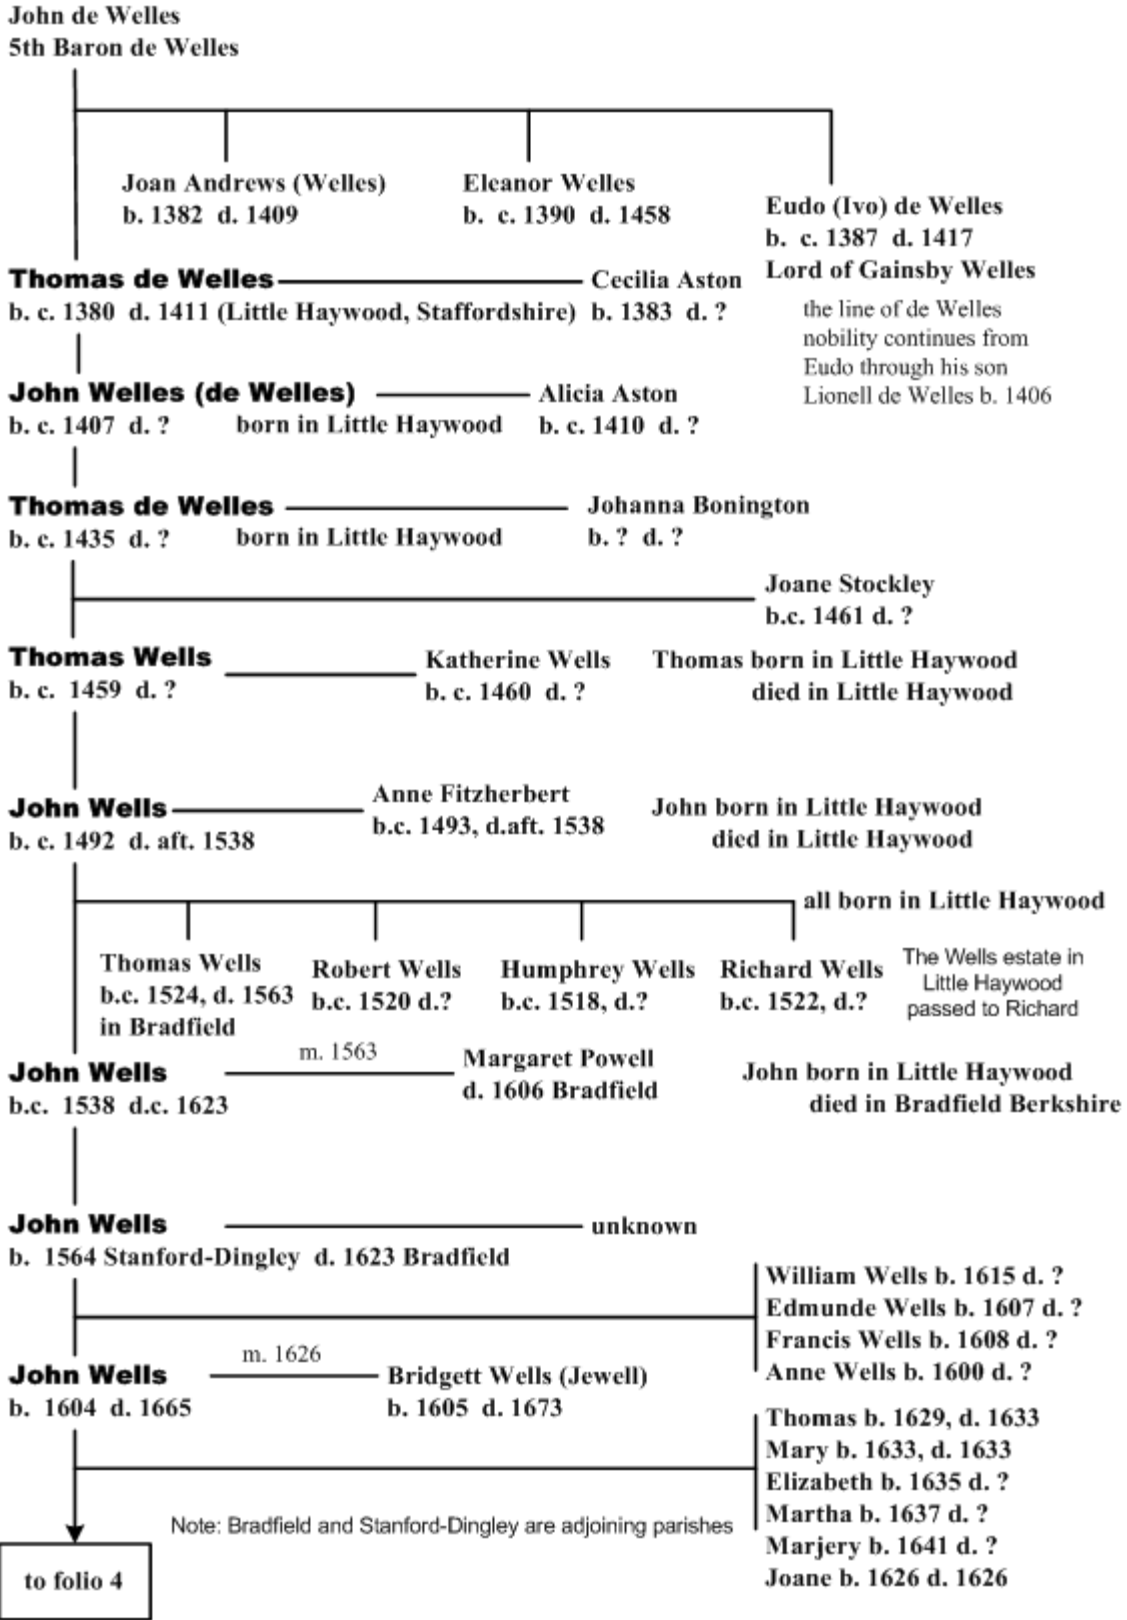 John de Welles
5th Baron de Welles
Joan Andrews (Welles)
b. 1382 d. 1409
Eleanor Welles
b. c. 1390 d. 1458
Eudo (Ivo) de Welles
b. c. 1387 d. 1417
Lord of Gainsby Welles
the line of de Welles
nobility continues from
Eudo through his son
Lionell de Welles b. 1406
Thomas de Welles
b. c. 1380 d. 1411 (Little Haywood, Staffordshire)
Cecilia Aston
b. 1383 d. ?
John Welles (de Welles)
b. c. 1407 d. ? born in Little Haywood
Alicia Aston
b. c. 1410 d. ?
Thomas de Welles
b. c. 1435 d. ? born in Little Haywood
Johanna Bonington
b. ? d. ?
Joane Stockley
b.c. 1461 d. ?
Thomas Wells
b. c. 1459 d. ?
Katherine Wells
b. c. 1460 d. ?
Thomas born in Little Haywood
died in Little Haywood
John Wells
b. c. 1492 d. aft. 1538
Anne Fitzherbert
b.c. 1493, d.aft. 1538
John born in Little Haywood
died in Little Haywood
all born in Little Haywood
Thomas Wells
b.c. 1524, d. 1563
in Bradfield
Robert Wells
b.c. 1520 d.?
Humphrey Wells
b.c. 1518, d.?
Richard Wells
b.c. 1522, d.?
The Wells estate in
Little Haywood
passed to Richard
John Wells
b.c. 1538 d.c. 1623
m. 1563
Margaret Powell
d. 1606 Bradfield
John born in Little Haywood
died in Bradfield Berkshire
John Wells
b. 1564 Stanford-Dingley d. 1623 Bradfield
unknown
William Wells b. 1615 d. ?
Edmunde Wells b. 1607 d. ?
Francis Wells b. 1608 d. ?
Anne Wells b. 1600 d. ?
John Wells
b. 1604 d. 1665
m. 1626
Bridgett Wells (Jewell)
b. 1605 d. 1673
Thomas b. 1629, d. 1633
Mary b. 1633, d. 1633
Elizabeth b. 1635 d. ?
Martha b. 1637 d. ?
Marjery b. 1641 d. ?
Joane b. 1626 d. 1626
Note: Bradfield and Stanford-Dingley are adjoining parishes
to folio 4